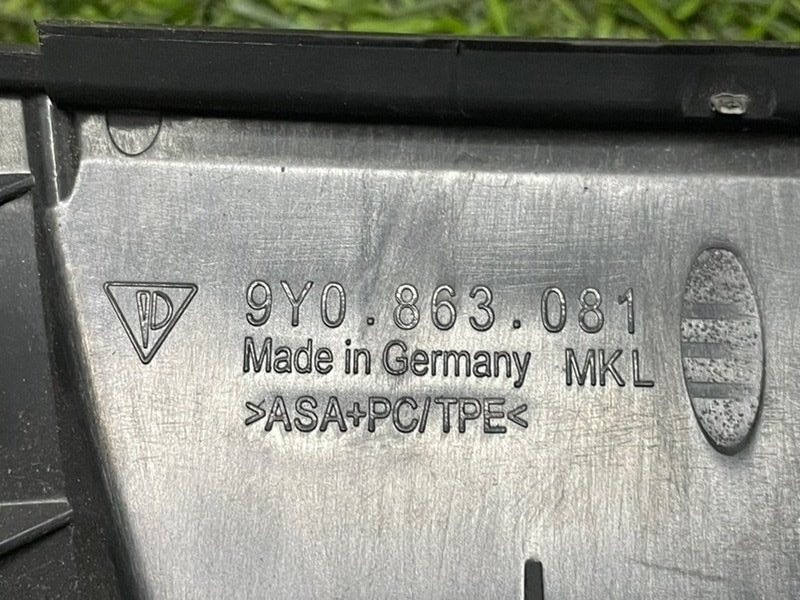 9Y0.863.081
Made in Germany MKL
>ASA+PC/TPE<